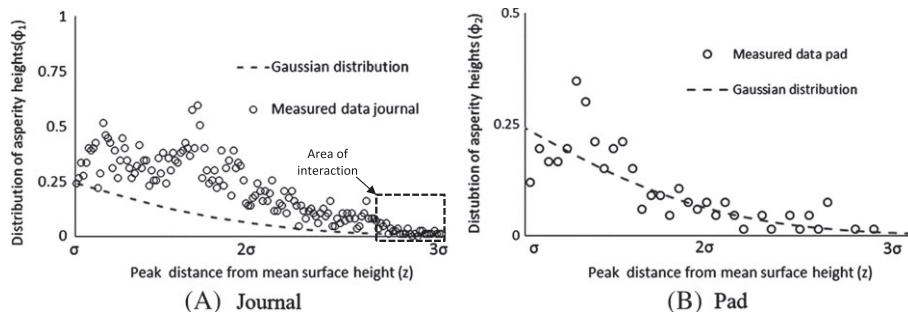 Distribution of asperity heights(ϕ₁)
1
0.75
0.5
0.25
0
Gaussian distribution
Measured data journal
Area of
interaction
σ
2σ
3σ
Peak distance from mean surface height (z)
(A) Journal
Distubtion of asperity heights (ϕ₂)
0.5
0.25
0
Measured data pad
Gaussian distribution
σ
2σ
3σ
Peak distance from mean surface height (z)
(B) Pad